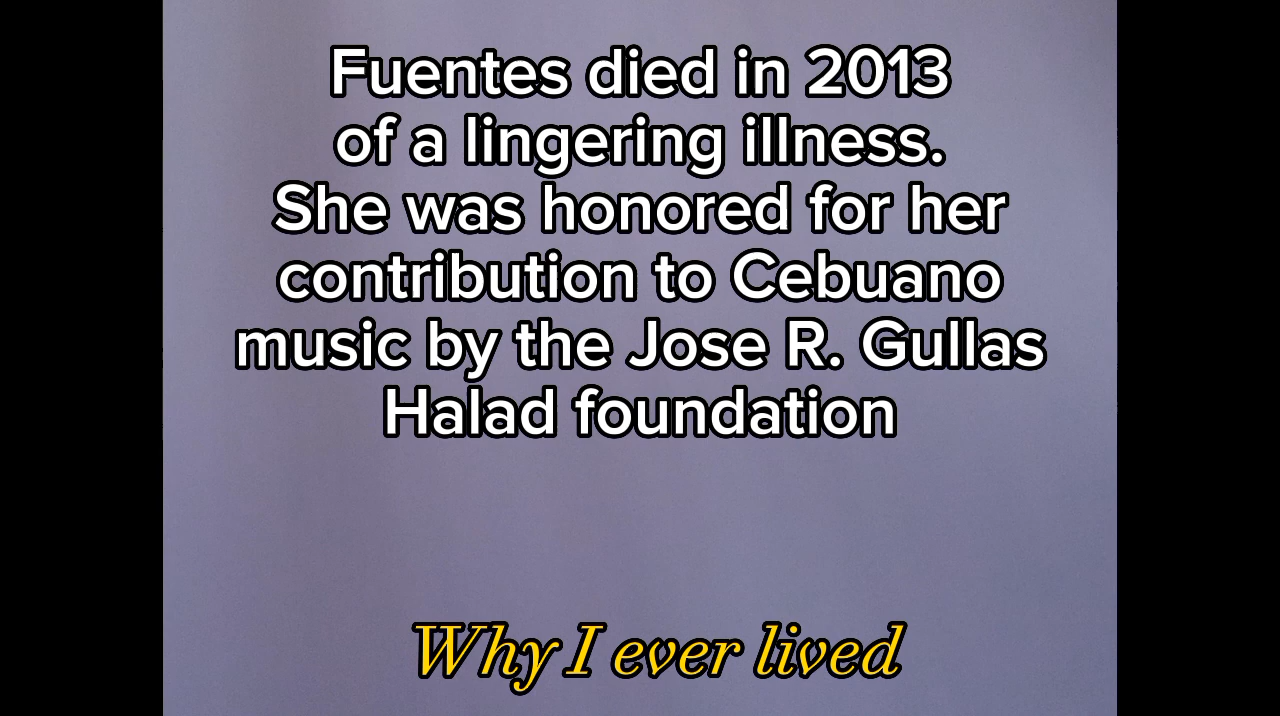 Fuentes died in 2013
of a lingering illness.
She was honored for her
contribution to Cebuano
music by the Jose R. Gullas
Halad foundation
Why I ever lived